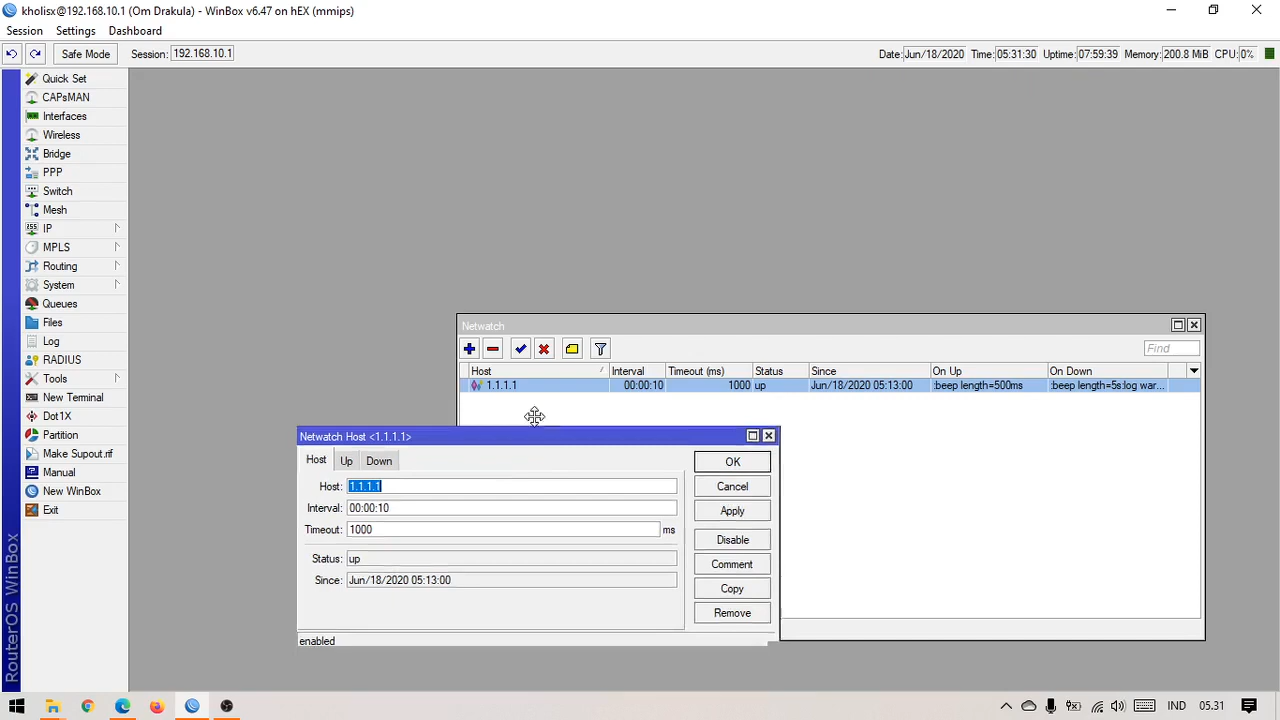 kholisx@192.168.10.1 (Om Drakula) - WinBox v6.47 on hEX (mmips)
Session Settings Dashboard
Safe Mode Session: 192.168.10.1 Date: Jun/18/2020 Time: 05:31:30 Uptime: 07:59:39 Memory: 200.8 MiB CPU: 0%
Quick Set
CAPsMAN
Interfaces
Wireless
Bridge
PPP
Switch
Mesh
IP
MPLS
Routing
System
Queues
Files
Log
RADIUS
Tools
New Terminal
Dot1X
Partition
Make Supout.rif
Manual
New WinBox
Exit
RouterOS WinBox
Netwatch
Find
Host Interval Timeout (ms) Status Since On Up On Down
1.1.1.1 00:00:10 1000 up Jun/18/2020 05:13:00 :beep length=500ms :beep length=5s:log war...
Netwatch Host <1.1.1.1>
Host Up Down
Host: 1.1.1.1
Interval: 00:00:10
Timeout: 1000 ms
Status: up
Since: Jun/18/2020 05:13:00
OK
Cancel
Apply
Disable
Comment
Copy
Remove
enabled
IND 05.31